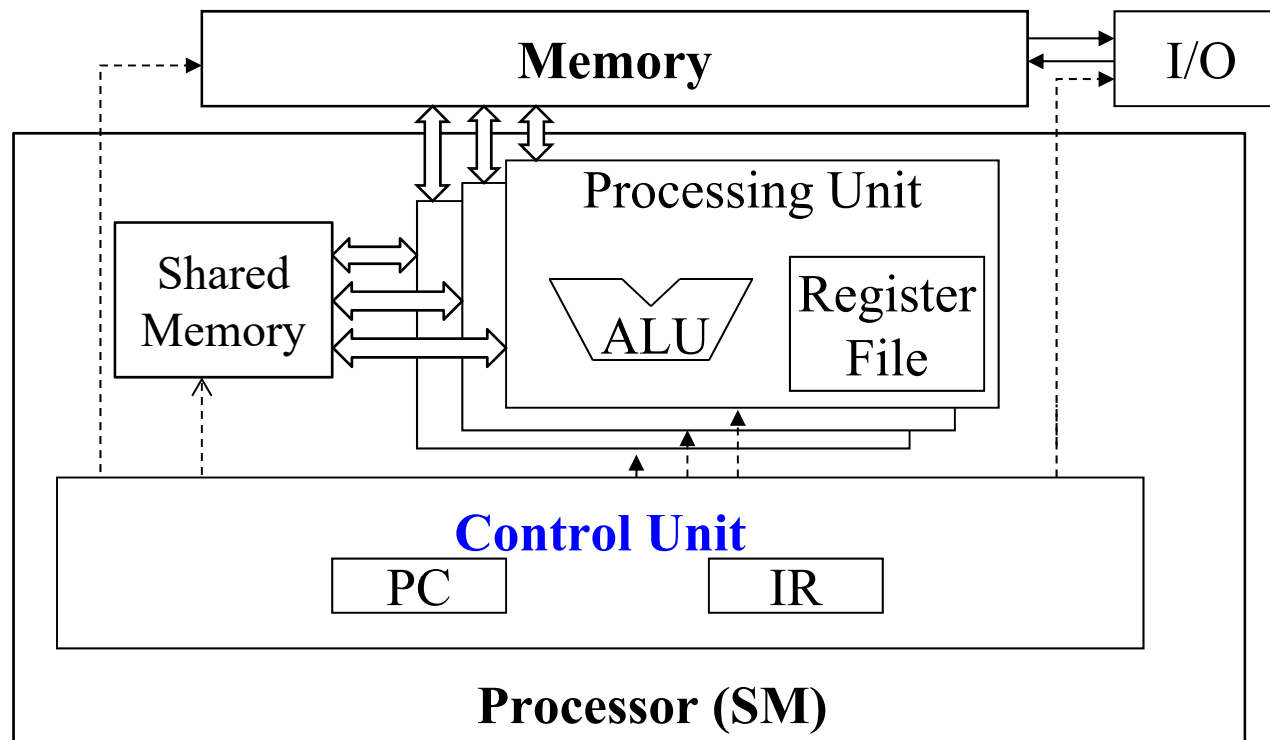 Memory
I/O
Processing Unit
Shared
Memory
ALU
Register
File
Control Unit
PC
IR
Processor (SM)